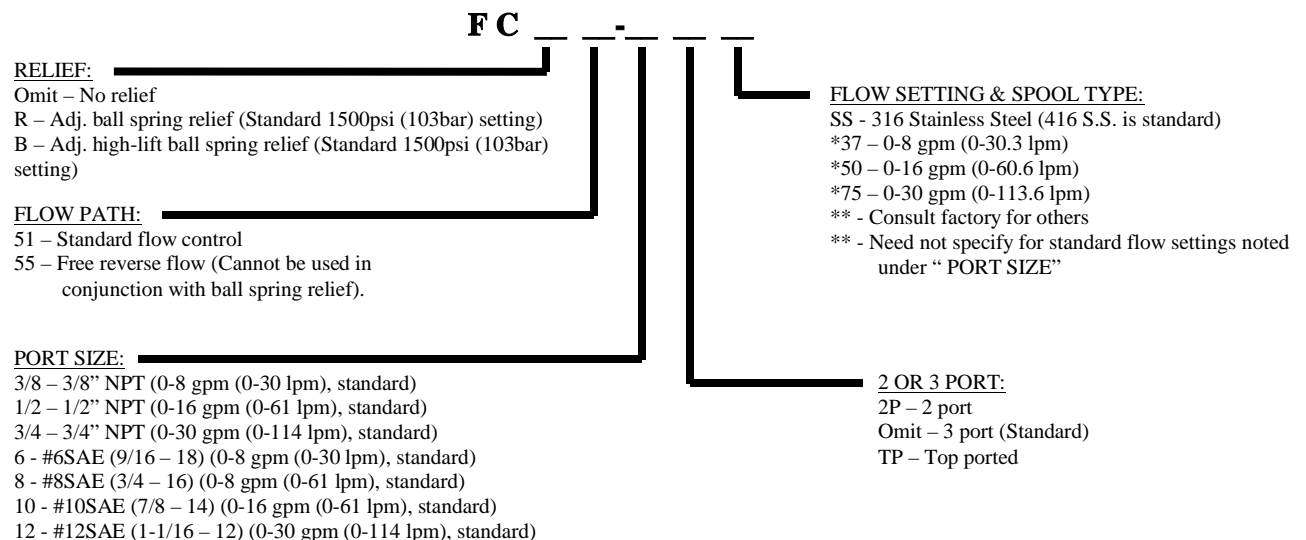 F C __ __-__ __ __
RELIEF:
Omit – No relief
R – Adj. ball spring relief (Standard 1500psi (103bar) setting)
B – Adj. high-lift ball spring relief (Standard 1500psi (103bar)
setting)
FLOW PATH:
51 – Standard flow control
55 – Free reverse flow (Cannot be used in
conjunction with ball spring relief).
PORT SIZE:
3/8 – 3/8” NPT (0-8 gpm (0-30 lpm), standard)
1/2 – 1/2” NPT (0-16 gpm (0-61 lpm), standard)
3/4 – 3/4” NPT (0-30 gpm (0-114 lpm), standard)
6 - #6SAE (9/16 – 18) (0-8 gpm (0-30 lpm), standard)
8 - #8SAE (3/4 – 16) (0-8 gpm (0-61 lpm), standard)
10 - #10SAE (7/8 – 14) (0-16 gpm (0-61 lpm), standard)
12 - #12SAE (1-1/16 – 12) (0-30 gpm (0-114 lpm), standard)
FLOW SETTING & SPOOL TYPE:
SS - 316 Stainless Steel (416 S.S. is standard)
*37 – 0-8 gpm (0-30.3 lpm)
*50 – 0-16 gpm (0-60.6 lpm)
*75 – 0-30 gpm (0-113.6 lpm)
** - Consult factory for others
** - Need not specify for standard flow settings noted
under “ PORT SIZE”
2 OR 3 PORT:
2P – 2 port
Omit – 3 port (Standard)
TP – Top ported